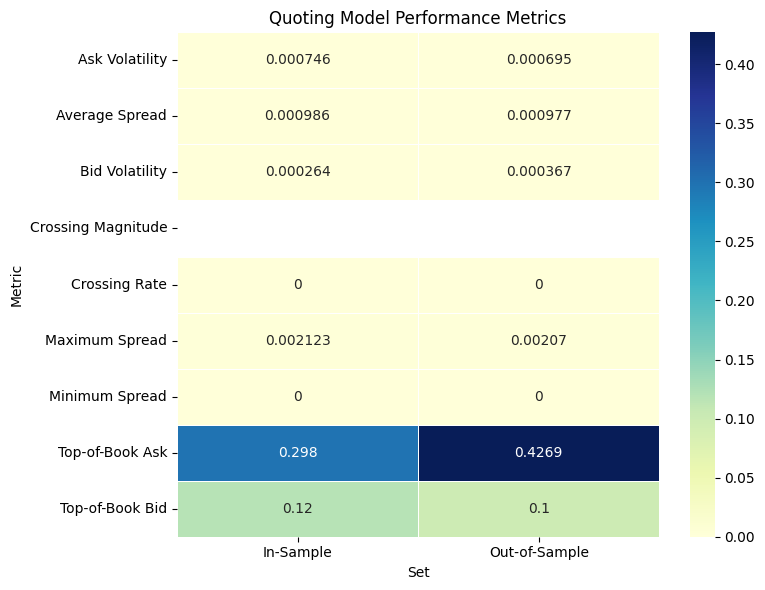 Quoting Model Performance Metrics
Ask Volatility 0.000746 0.000695
Average Spread 0.000986 0.000977
Bid Volatility 0.000264 0.000367
Crossing Magnitude
Crossing Rate 0 0
Maximum Spread 0.002123 0.00207
Minimum Spread 0 0
Top-of-Book Ask 0.298 0.4269
Top-of-Book Bid 0.12 0.1
In-Sample Out-of-Sample
Set
Metric
0.40
0.35
0.30
0.25
0.20
0.15
0.10
0.05
0.00